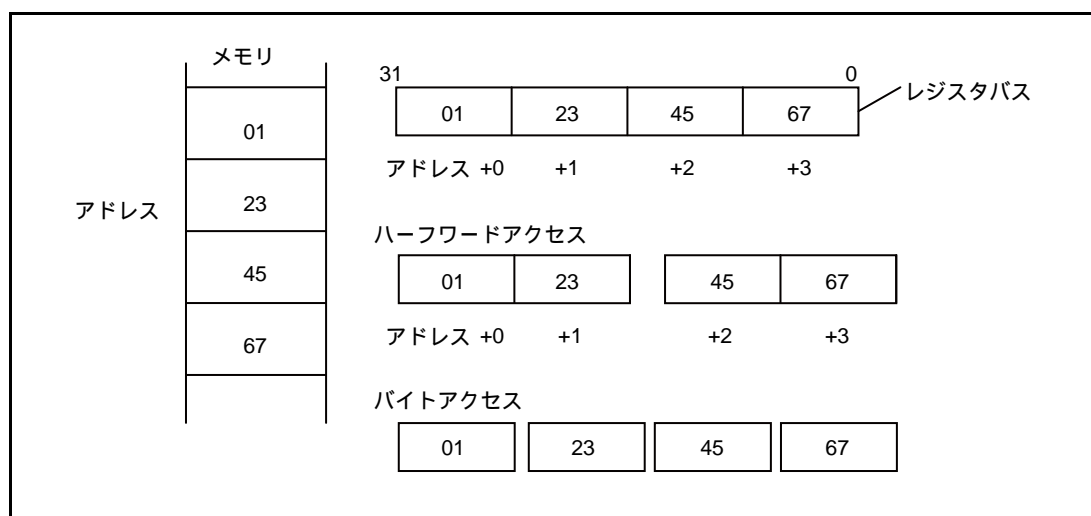 メモリ
01
アドレス 23
45
67
31 0
レジスタバス
01 23 45 67
アドレス +0 +1 +2 +3
ハーフワードアクセス
01 23 45 67
アドレス +0 +1 +2 +3
バイトアクセス
01 23 45 67